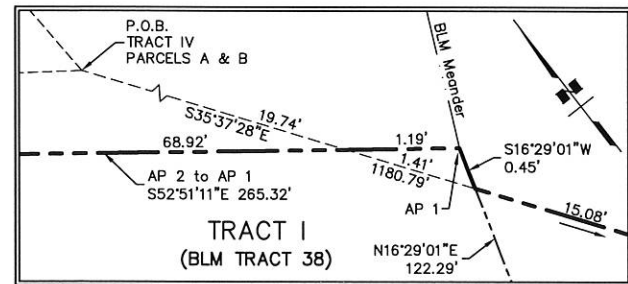 P.O.B.
TRACT IV
PARCELS A & B
BLM Meander
19.74'
S35°37'28"E
68.92'
1.19'
S16°29'01"W
0.45'
1.41'
1180.79'
AP 2 to AP 1
S52°51'11"E 265.32'
AP 1
15.08'
TRACT I
(BLM TRACT 38)
N16°29'01"E
122.29'